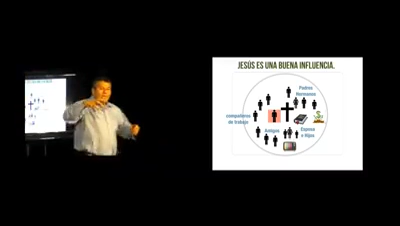 JESÚS ES UNA BUENA INFLUENCIA.
Padres
Hermanos
compañeros
de trabajo
Amigos
Esposa
e Hijos